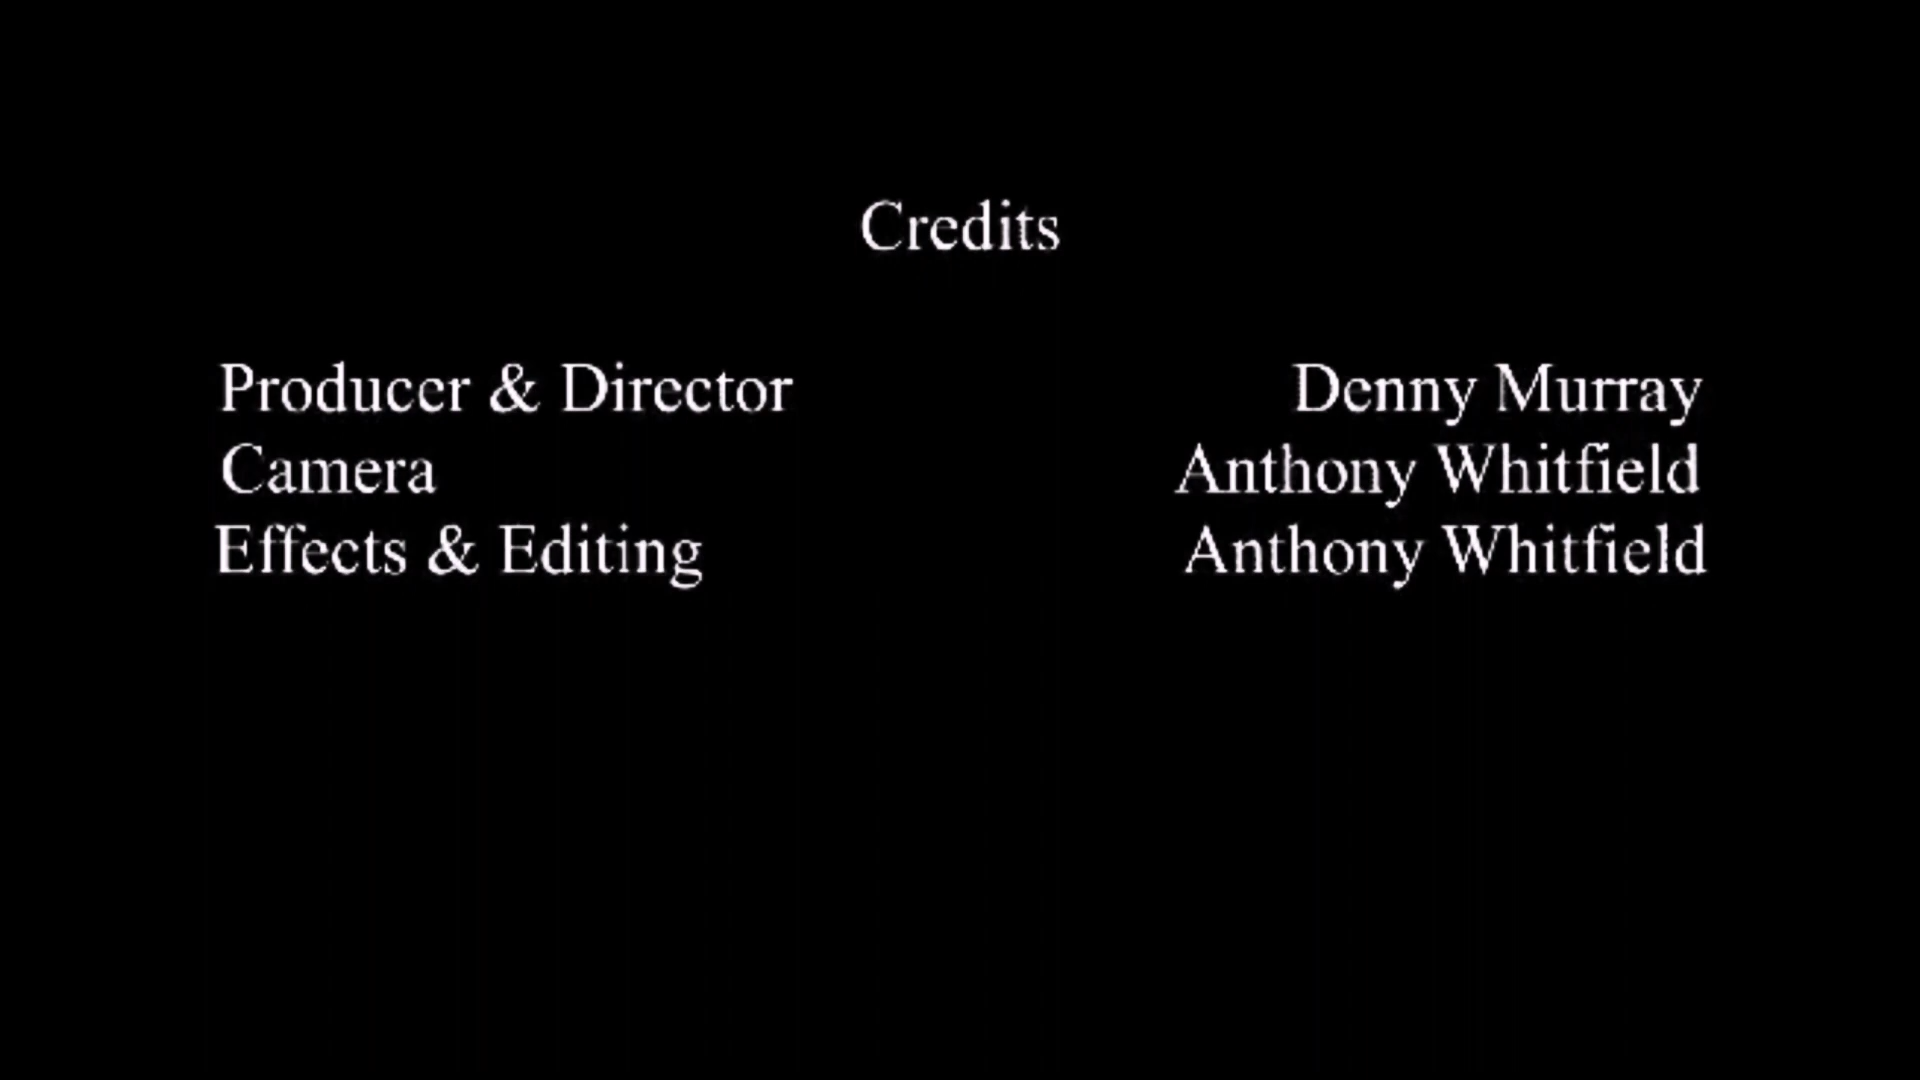 Credits
Producer & Director Denny Murray
Camera Anthony Whitfield
Effects & Editing Anthony Whitfield